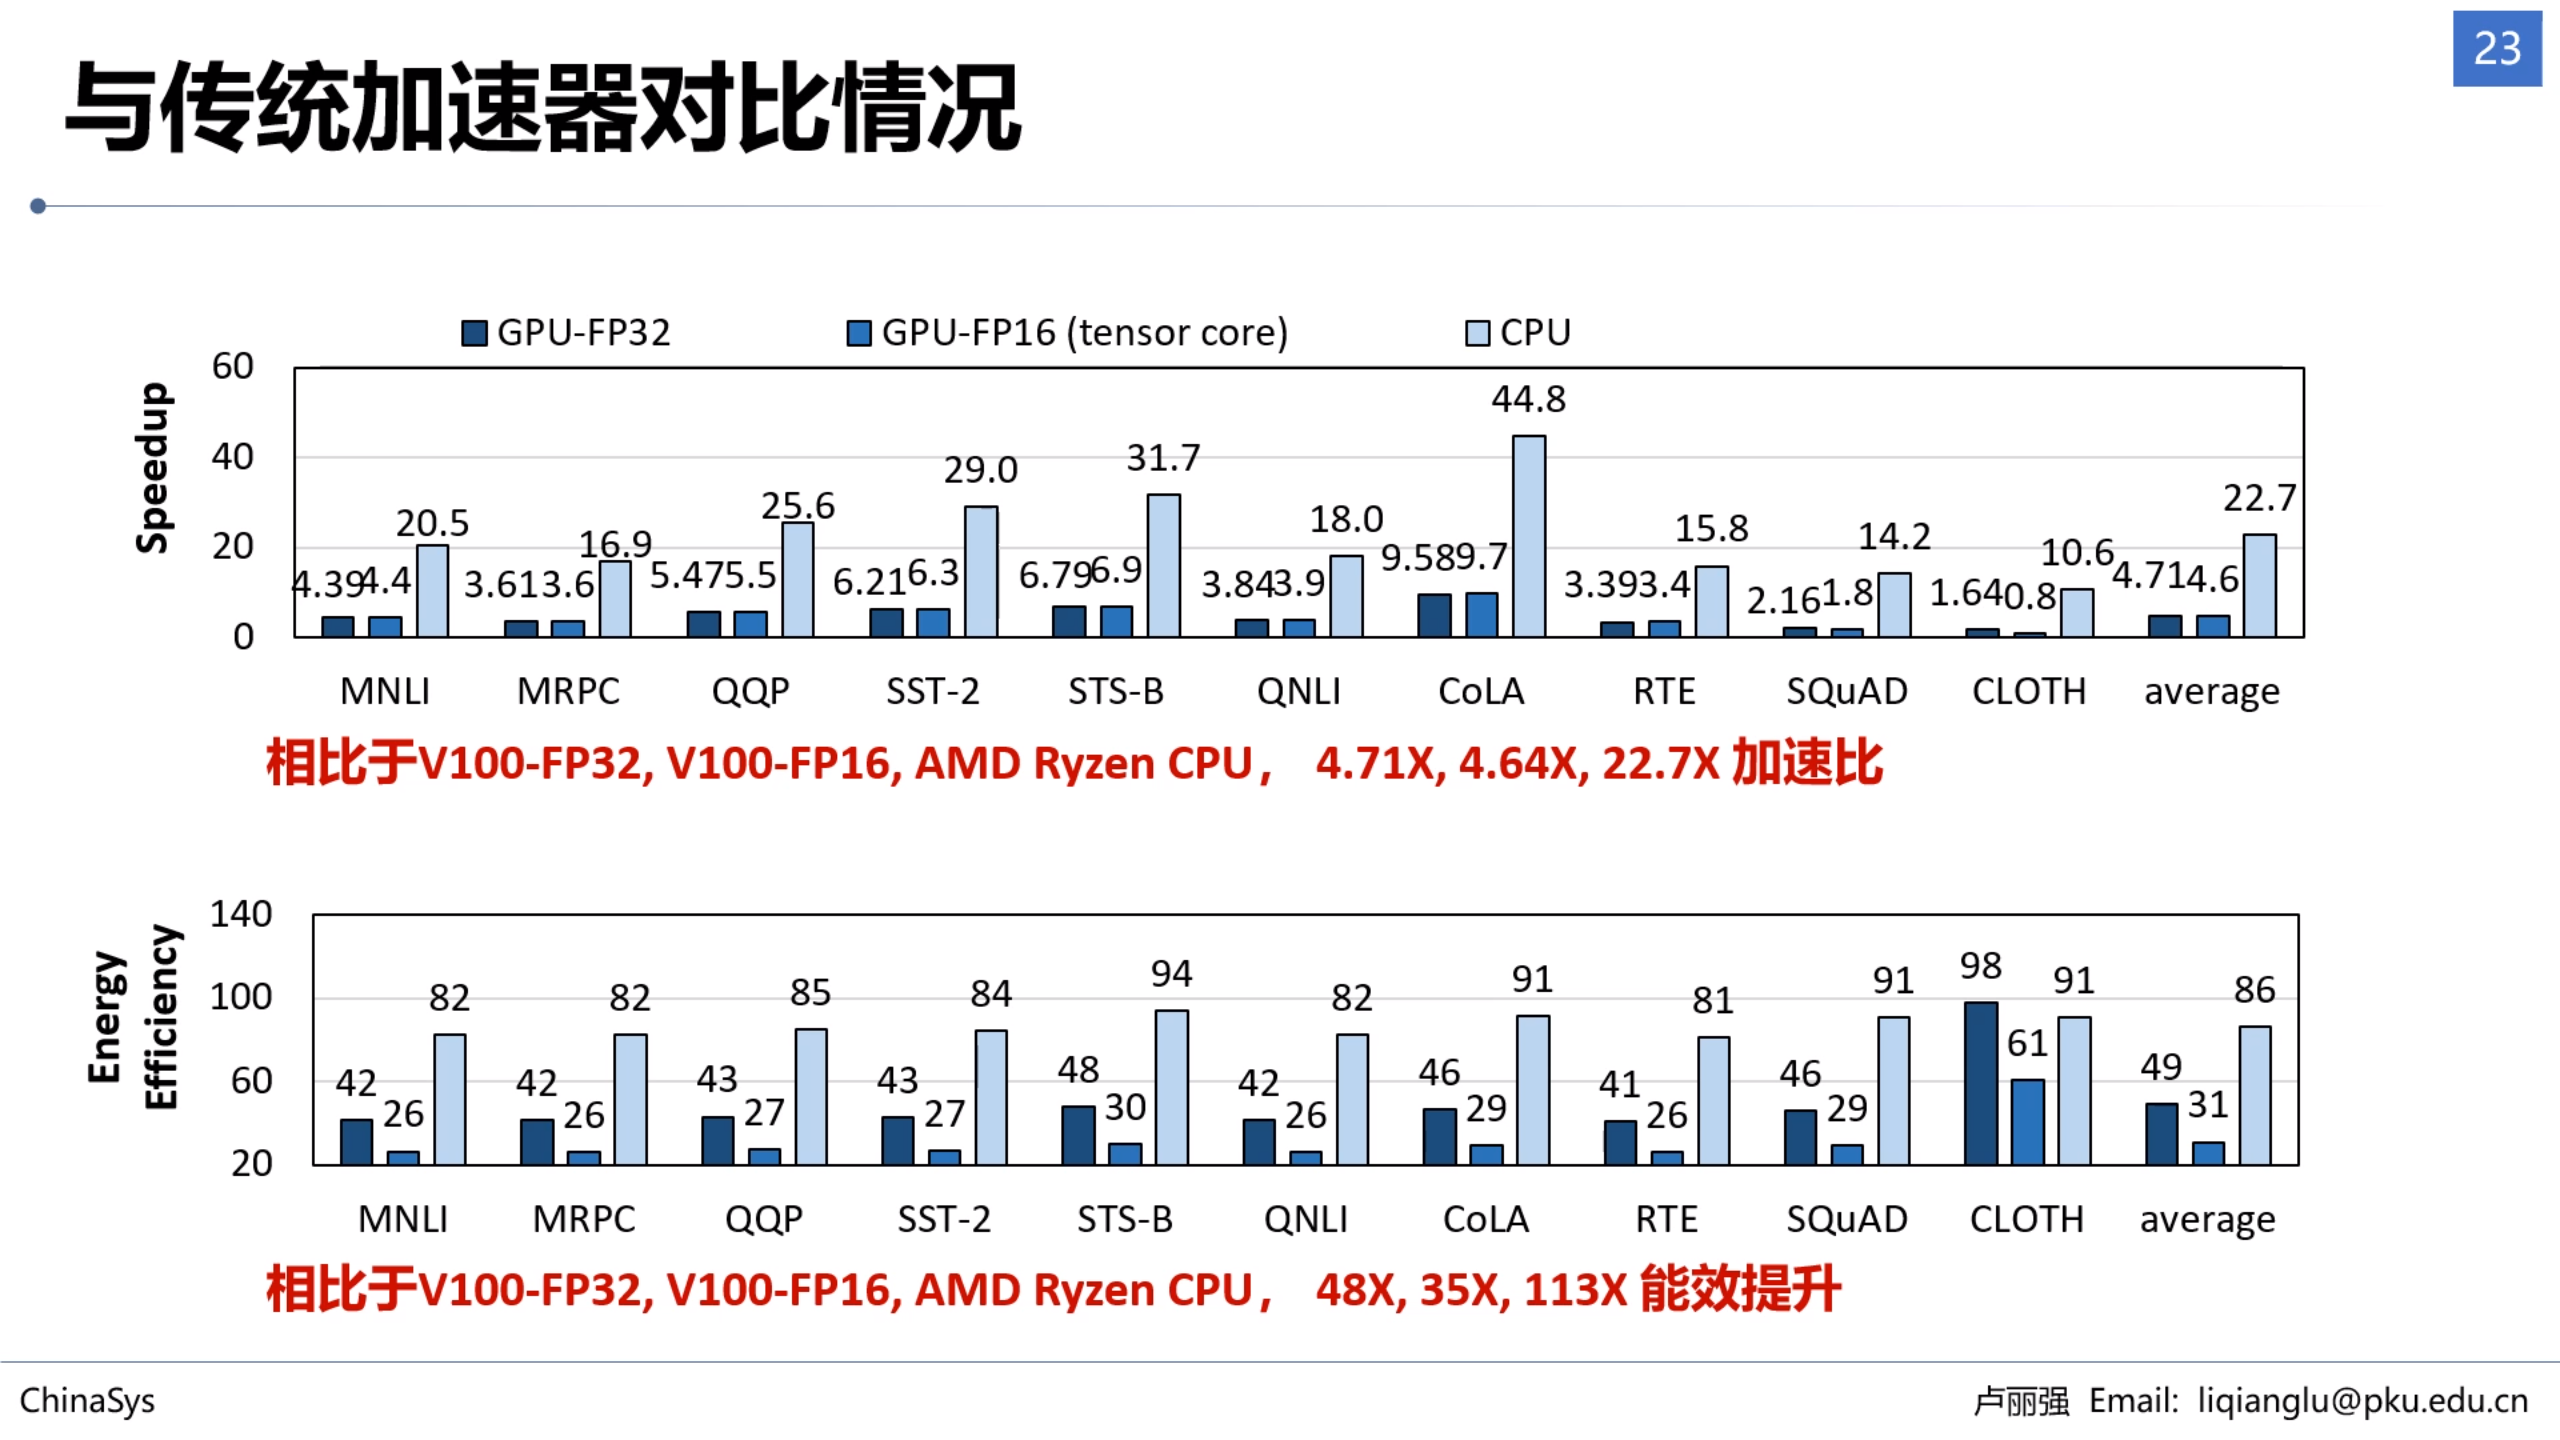 23
与传统加速器对比情况
GPU-FP32 GPU-FP16 (tensor core) CPU
Speedup
60
40
20
0
4.39 4.4 20.5 3.61 3.6 16.9 5.47 5.5 25.6 6.21 6.3 29.0 6.79 6.9 31.7 3.84 3.9 18.0 9.58 9.7 44.8 3.39 3.4 15.8 2.16 1.8 14.2 1.64 0.8 10.6 4.71 4.6 22.7
MNLI MRPC QQP SST-2 STS-B QNLI CoLA RTE SQuAD CLOTH average
相比于V100-FP32, V100-FP16, AMD Ryzen CPU， 4.71X, 4.64X, 22.7X 加速比
Energy
Efficiency
140
100
60
20
42 26 82 42 26 82 43 27 85 43 27 84 48 30 94 42 26 82 46 29 91 41 26 81 46 29 91 98 61 91 49 31 86
MNLI MRPC QQP SST-2 STS-B QNLI CoLA RTE SQuAD CLOTH average
相比于V100-FP32, V100-FP16, AMD Ryzen CPU， 48X, 35X, 113X 能效提升
ChinaSys
卢丽强 Email: liqianglu@pku.edu.cn